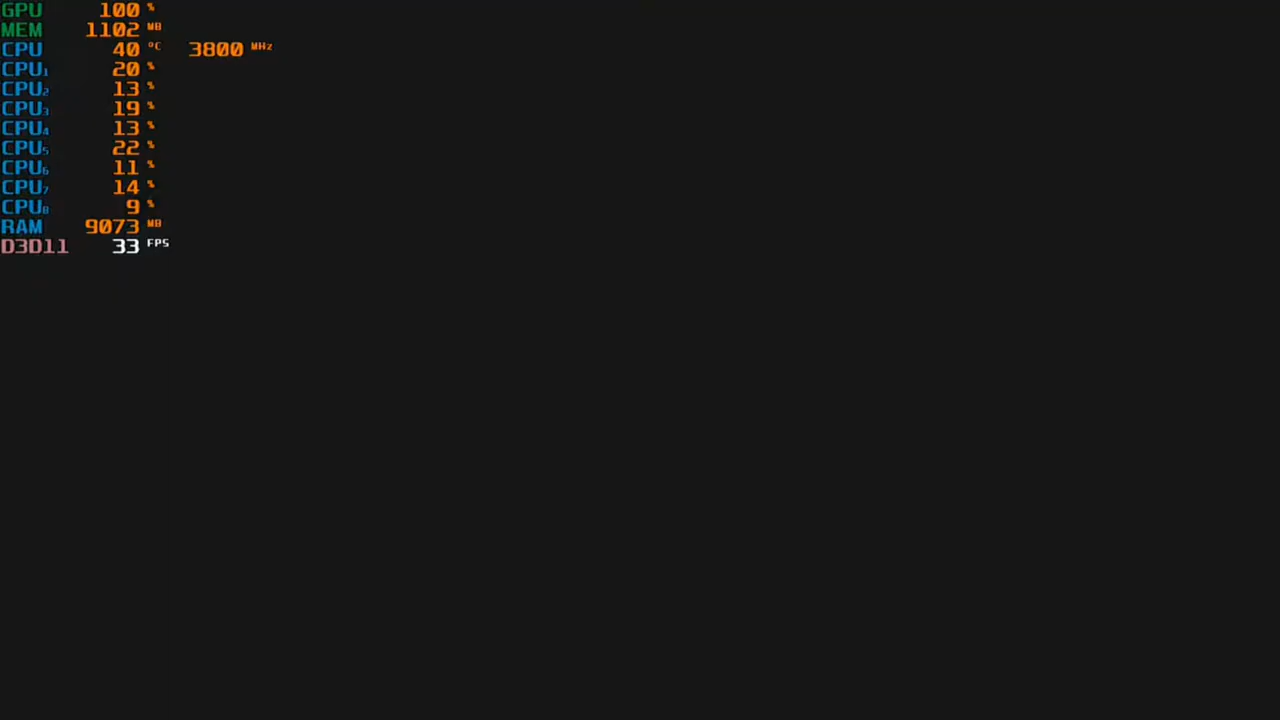 GPU 100 %
MEM 1102 MB
CPU 40 °C 3800 MHz
CPU1 20 %
CPU2 13 %
CPU3 19 %
CPU4 13 %
CPU5 22 %
CPU6 11 %
CPU7 14 %
CPU8 9 %
RAM 9073 MB
D3D11 33 FPS